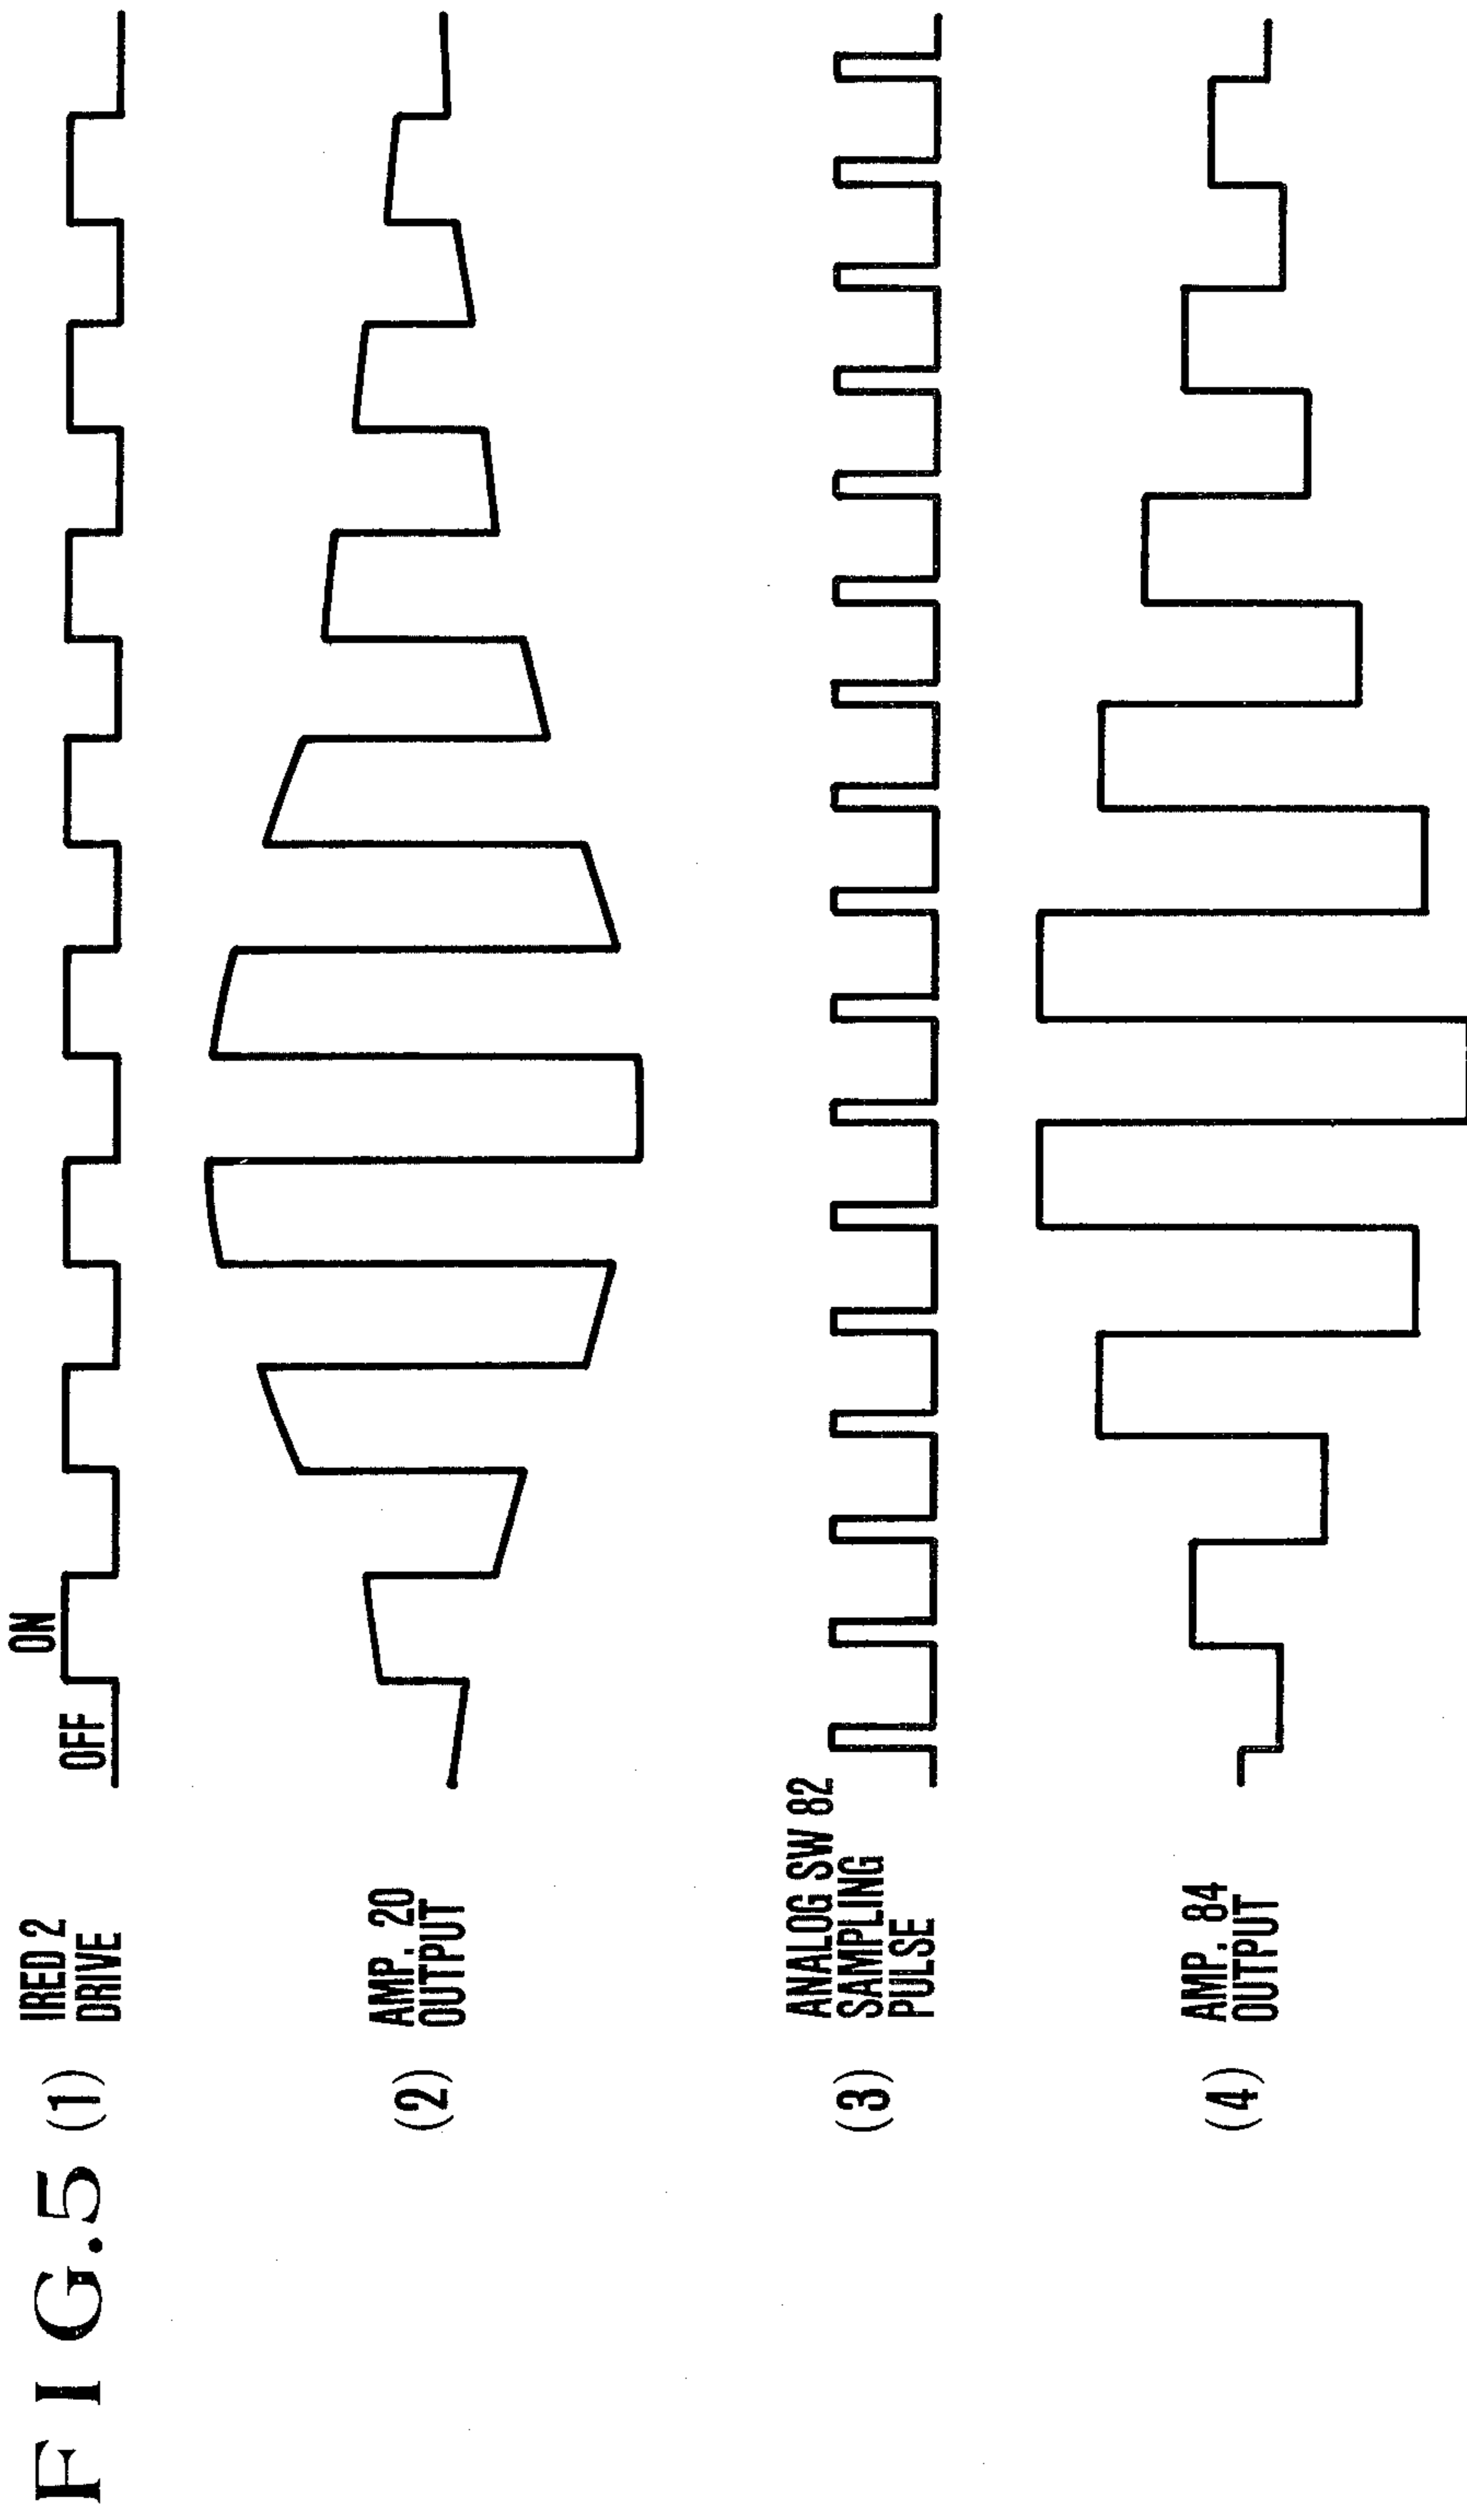 FIG.5
(1) IRED 2
DRIVE
OFF
ON
(2) AMP. 20
OUTPUT
(3) ANALOG SW 82
SAMPLING
PULSE
(4) AMP. 84
OUTPUT